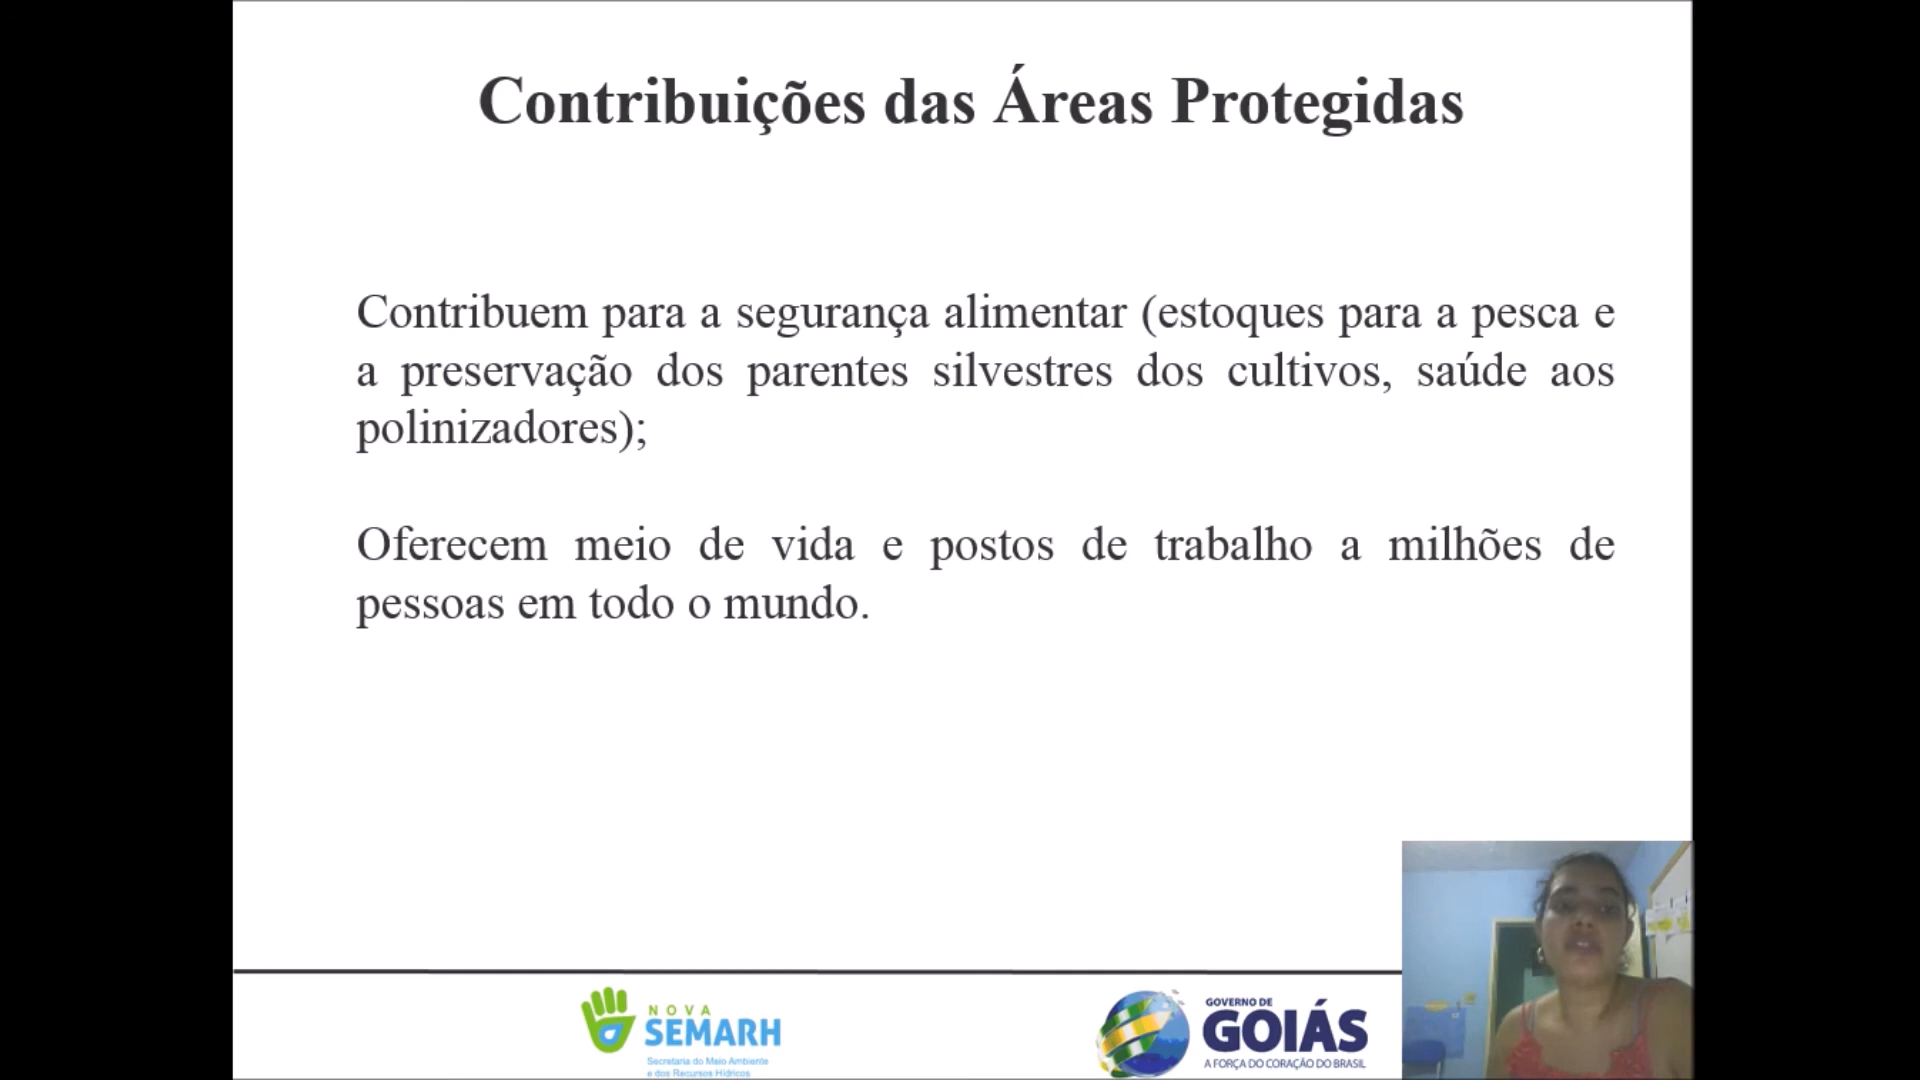 Contribuições das Áreas Protegidas
Contribuem para a segurança alimentar (estoques para a pesca e
a preservação dos parentes silvestres dos cultivos, saúde aos
polinizadores);
Oferecem meio de vida e postos de trabalho a milhões de
pessoas em todo o mundo.
NOVA
SEMARH
Secretaria do Meio Ambiente
e dos Recursos Hídricos
GOVERNO DE
GOIÁS
A FORÇA DO CORAÇÃO DO BRASIL